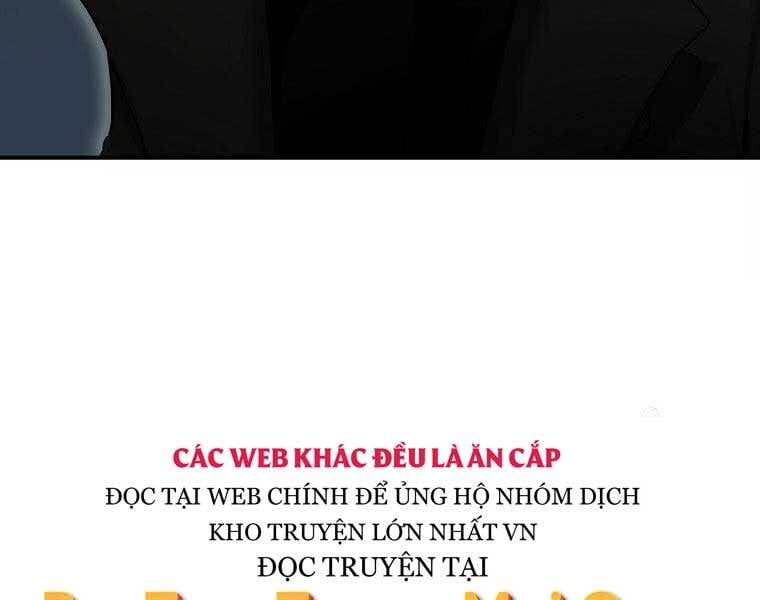 CÁC WEB KHÁC ĐỀU LÀ ĂN CẮP
ĐỌC TẠI WEB CHÍNH ĐỂ ỦNG HỘ NHÓM DỊCH
KHO TRUYỆN LỚN NHẤT VN
ĐỌC TRUYỆN TẠI